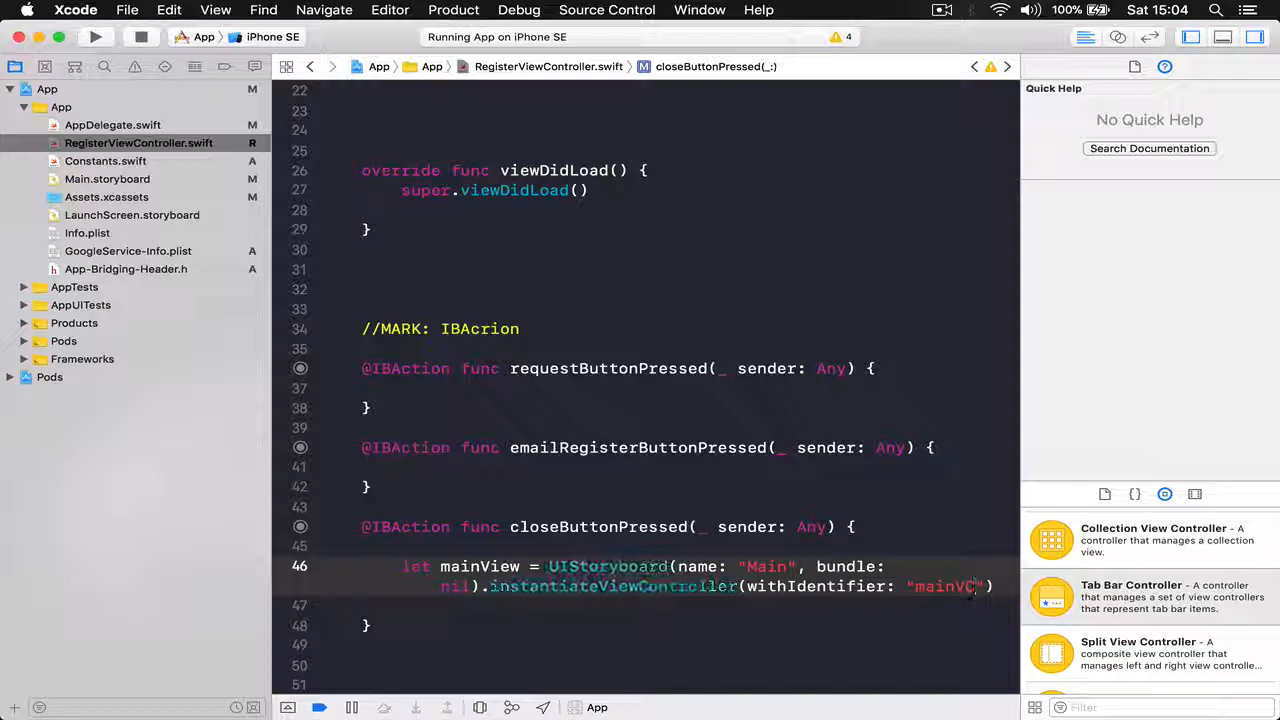 Xcode File Edit View Find Navigate Editor Product Debug Source Control Window Help 100% Sat 15:04
App iPhone SE Running App on iPhone SE 4
App App RegisterViewController.swift M closeButtonPressed(_:)
App M
App
AppDelegate.swift M
RegisterViewController.swift R
Constants.swift A
Main.storyboard M
Assets.xcassets M
LaunchScreen.storyboard
Info.plist
GoogleService-Info.plist A
h App-Bridging-Header.h A
AppTests
AppUITests
Products
Pods
Frameworks
Pods
22
23
24
25
26 override func viewDidLoad() {
27 super.viewDidLoad()
28
29 }
30
31
32
33
34 //MARK: IBAcrion
35
@IBAction func requestButtonPressed(_ sender: Any) {
37
38 }
39
@IBAction func emailRegisterButtonPressed(_ sender: Any) {
41
42 }
43
@IBAction func closeButtonPressed(_ sender: Any) {
45
46 let mainView = UIStoryboard(name: "Main", bundle:
nil).instantiateViewController(withIdentifier: "mainVC")
47
48 }
49
50
51
Quick Help
No Quick Help
Search Documentation
{}
Collection View Controller - A
controller that manages a collection
view.
Tab Bar Controller - A controller
that manages a set of view controllers
that represent tab bar items.
Split View Controller - A
composite view controller that
manages left and right view controlle...
App
Filter